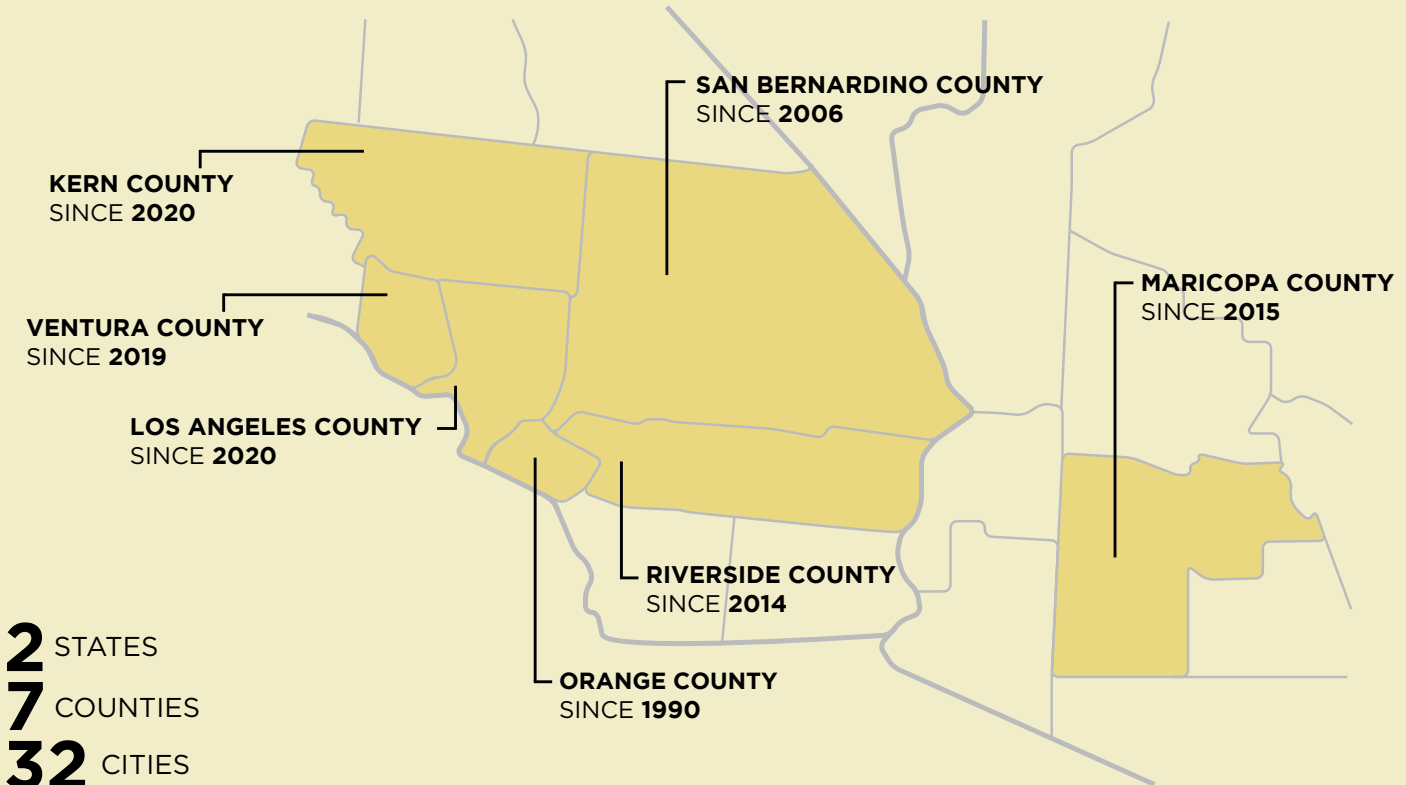 SAN BERNARDINO COUNTY
SINCE 2006
KERN COUNTY
SINCE 2020
MARICOPA COUNTY
SINCE 2015
VENTURA COUNTY
SINCE 2019
LOS ANGELES COUNTY
SINCE 2020
RIVERSIDE COUNTY
SINCE 2014
ORANGE COUNTY
SINCE 1990
2 STATES
7 COUNTIES
32 CITIES